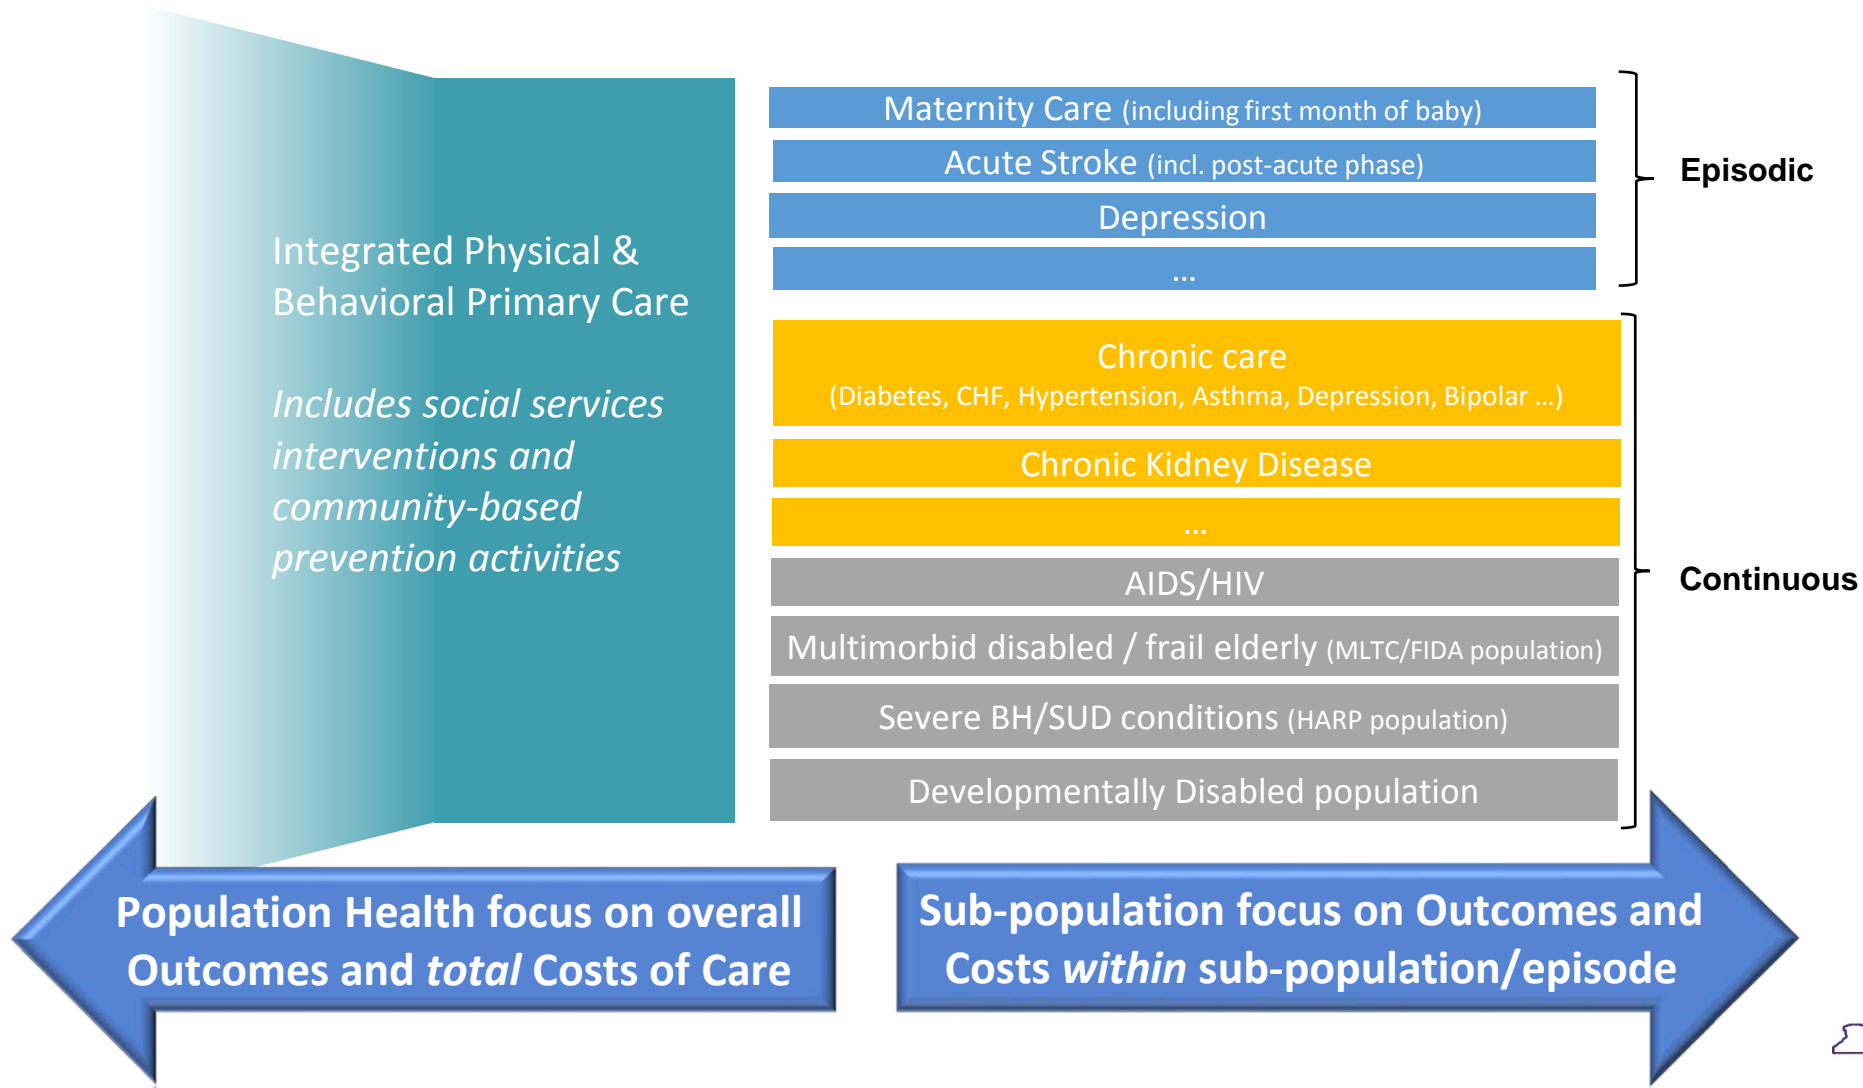 Integrated Physical &
Behavioral Primary Care
Includes social services
interventions and
community-based
prevention activities
Maternity Care (including first month of baby)
Acute Stroke (incl. post-acute phase)
Depression
...
Episodic
Chronic care
(Diabetes, CHF, Hypertension, Asthma, Depression, Bipolar ...)
Chronic Kidney Disease
...
AIDS/HIV
Multimorbid disabled / frail elderly (MLTC/FIDA population)
Severe BH/SUD conditions (HARP population)
Developmentally Disabled population
Continuous
Population Health focus on overall
Outcomes and total Costs of Care
Sub-population focus on Outcomes and
Costs within sub-population/episode